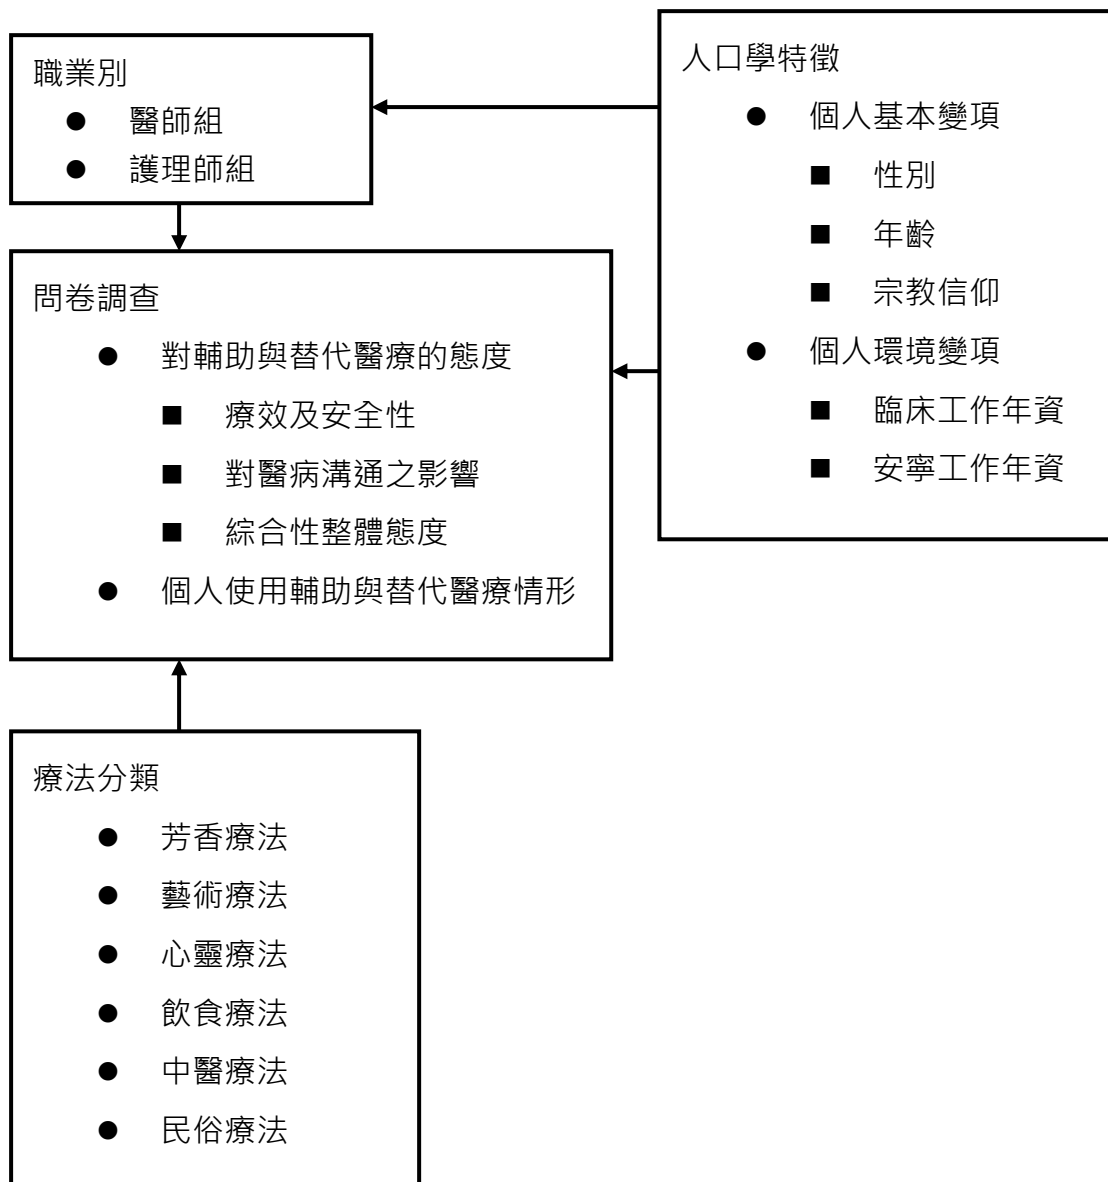 職業別
● 醫師組
● 護理師組
人口學特徵
● 個人基本變項
■ 性別
■ 年齡
■ 宗教信仰
● 個人環境變項
■ 臨床工作年資
■ 安寧工作年資
問卷調查
● 對輔助與替代醫療的態度
■ 療效及安全性
■ 對醫病溝通之影響
■ 綜合性整體態度
● 個人使用輔助與替代醫療情形
療法分類
● 芳香療法
● 藝術療法
● 心靈療法
● 飲食療法
● 中醫療法
● 民俗療法